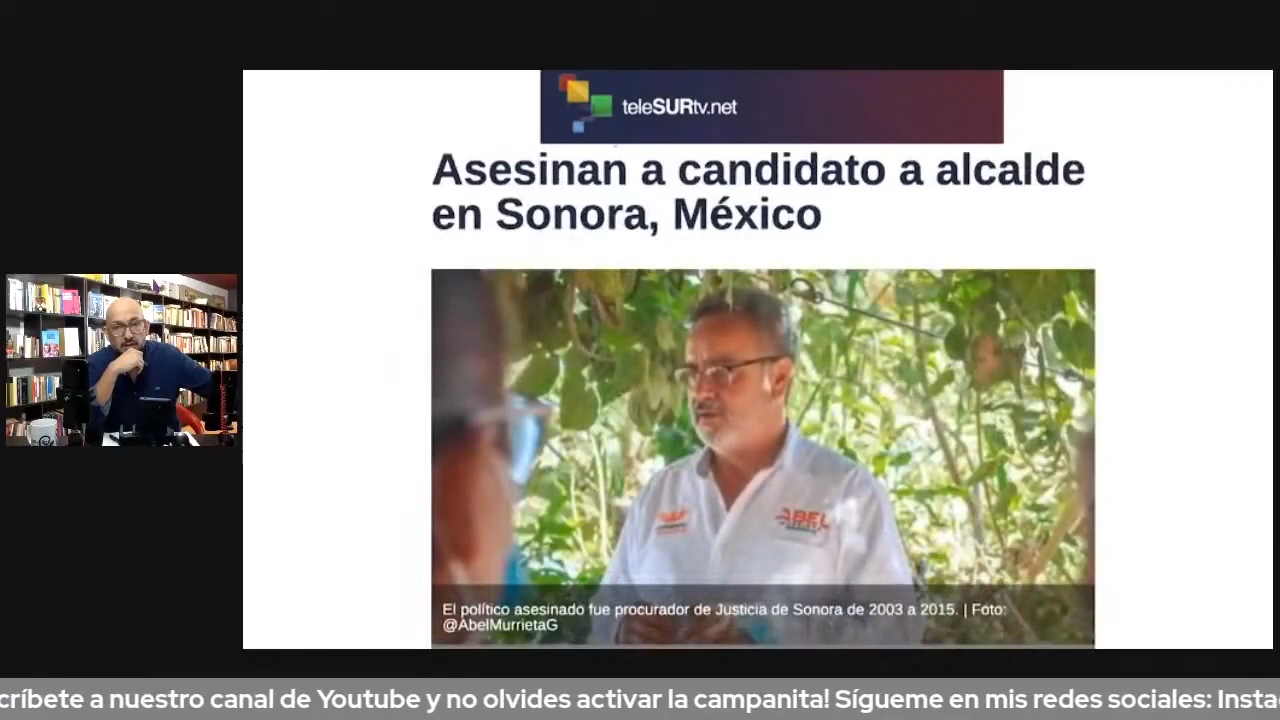 teleSURtv.net
Asesinan a candidato a alcalde
en Sonora, México
ABEL
El político asesinado fue procurador de Justicia de Sonora de 2003 a 2015. | Foto:
@AbelMurrietaG
críbete a nuestro canal de Youtube y no olvides activar la campanita! Sígueme en mis redes sociales: Insta